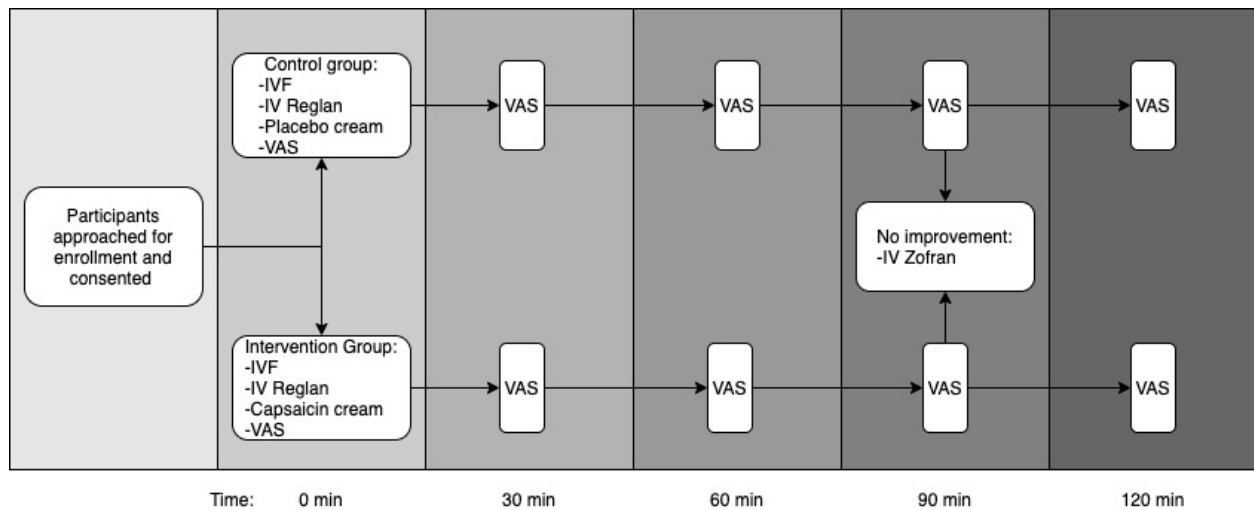 Participants
approached for
enrollment and
consented
Control group:
-IVF
-IV Reglan
-Placebo cream
-VAS
VAS
VAS
VAS
VAS
No improvement:
-IV Zofran
Intervention Group:
-IVF
-IV Reglan
-Capsaicin cream
-VAS
VAS
VAS
VAS
VAS
Time: 0 min 30 min 60 min 90 min 120 min